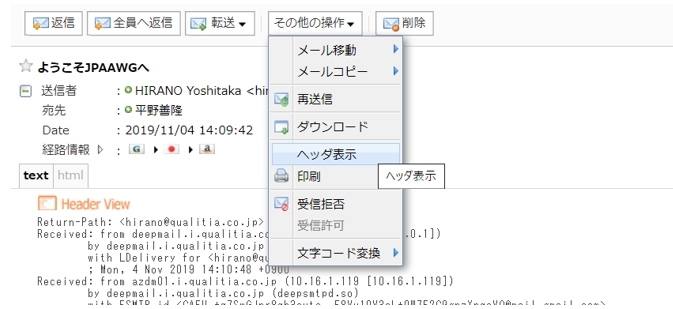 返信 全員へ返信 転送 その他の操作 削除
ようこそJPAAWGへ
送信者 : HIRANO Yoshitaka <hi
宛先 : 平野善隆
Date : 2019/11/04 14:09:42
経路情報 : G a
text html
メール移動
メールコピー
再送信
ダウンロード
ヘッダ表示
印刷 ヘッダ表示
受信拒否
受信許可
文字コード変換
Header View
Return-Path: <hirano@qualitia.co.jp>
Received: from deepmail.i.qualitia.co .0.1])
by deepmail.i.qualitia.co.jp
with LDelivery for <hirano@qu
; Mon, 4 Nov 2019 14:10:48 +0900
Received: from azdm01.i.qualitia.co.jp (10.16.1.119 [10.16.1.119])
by deepmail.i.qualitia.co.jp (deepsmtpd.so)